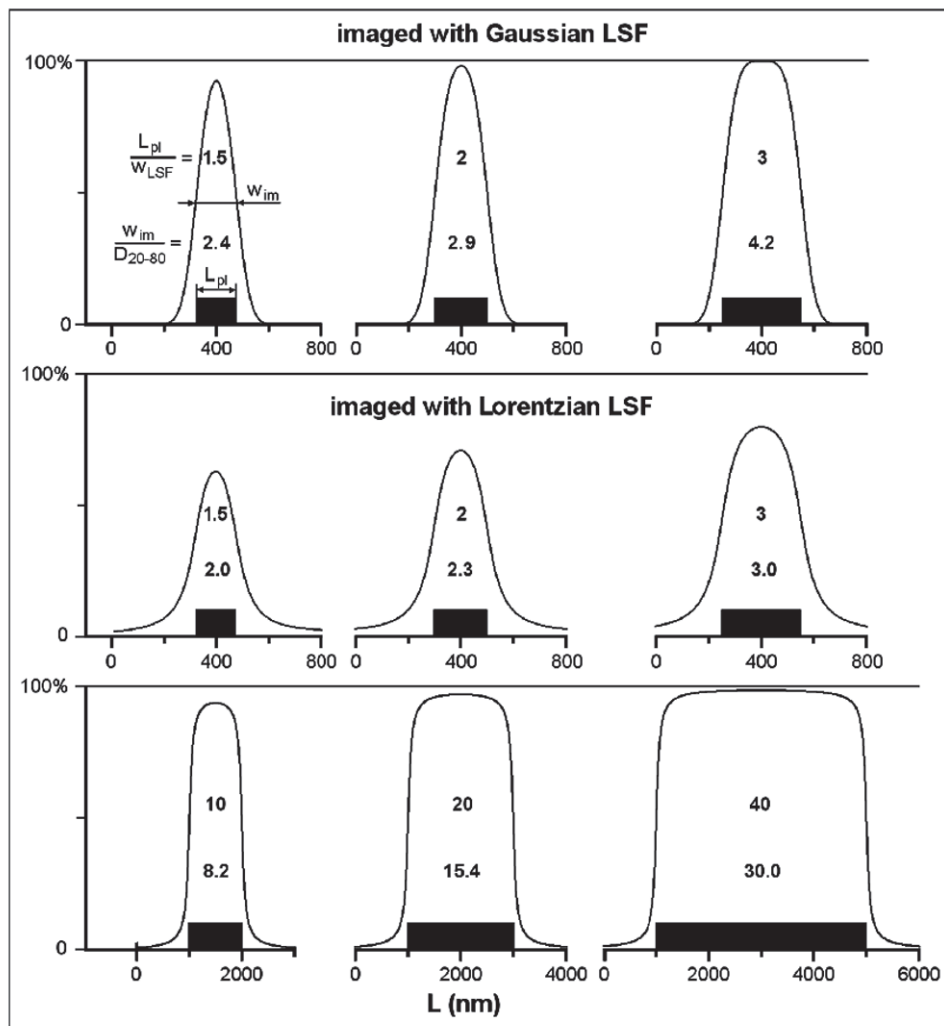 imaged with Gaussian LSF
100%
L_pl / w_LSF = 1.5
2
3
w_im
w_im / D_20-80 = 2.4
2.9
4.2
L_pl
0
0 400 800
0 400 800
0 400 800
100%
imaged with Lorentzian LSF
1.5
2
3
2.0
2.3
3.0
0
0 400 800
0 400 800
0 400 800
100%
10
20
40
8.2
15.4
30.0
0
0 2000
0 2000 4000
0 2000 4000 6000
L (nm)